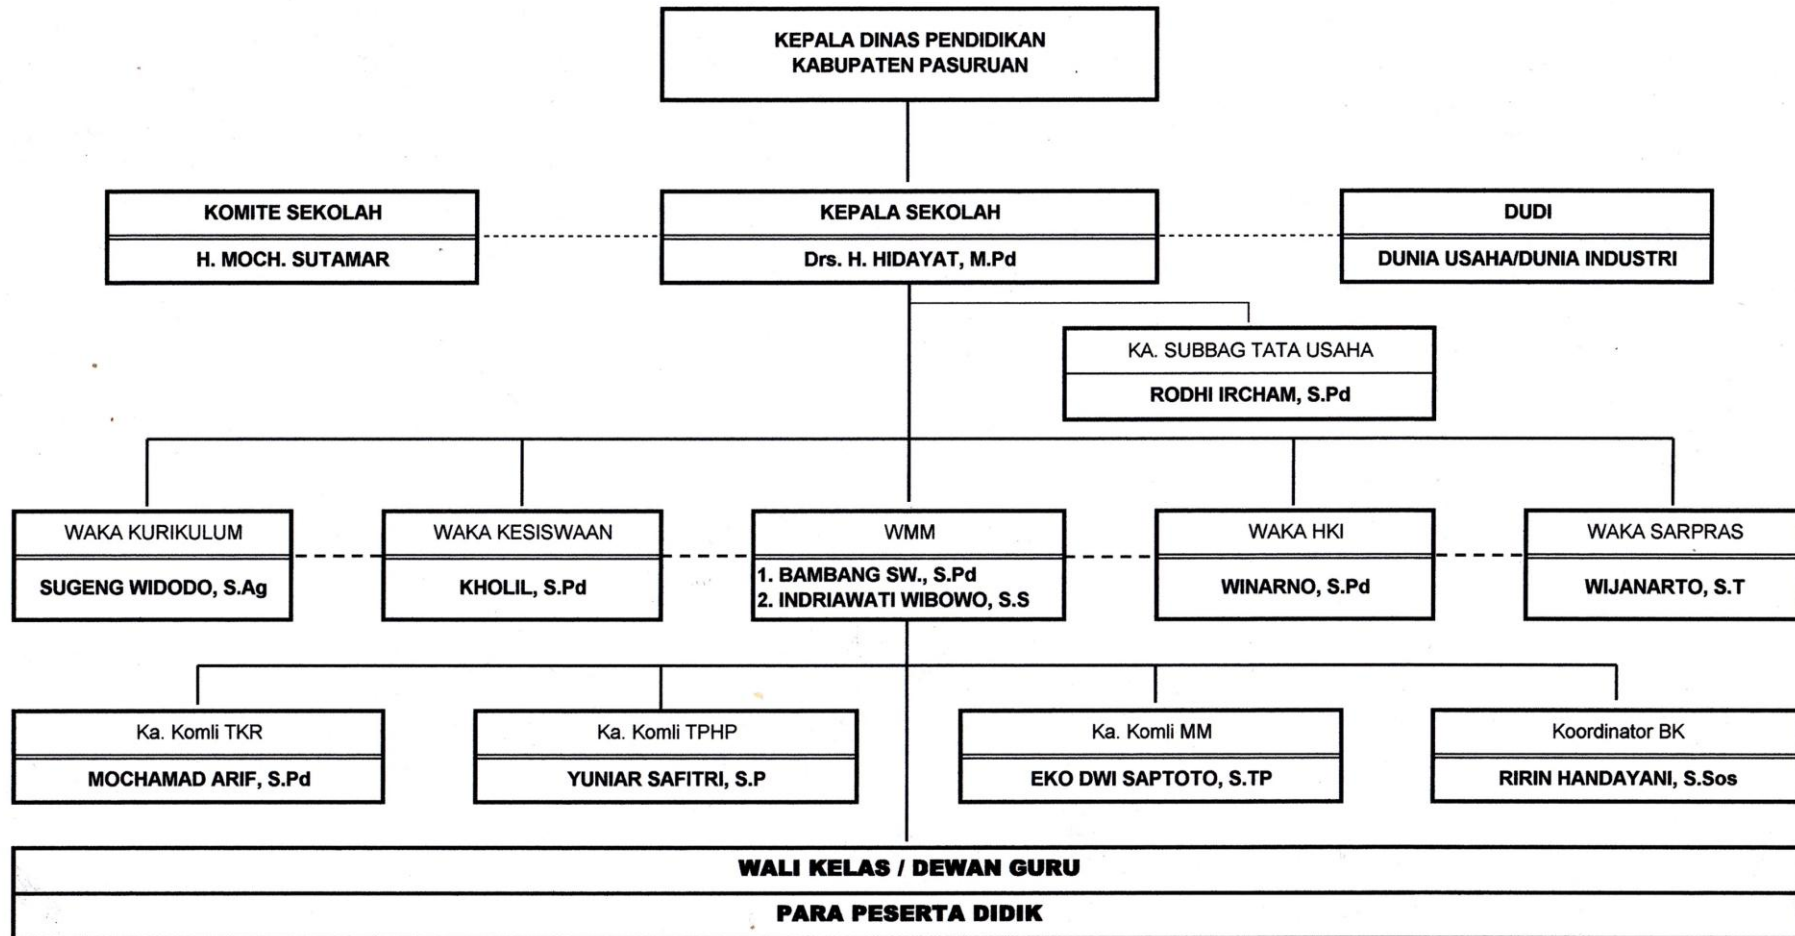 KEPALA DINAS PENDIDIKAN
KABUPATEN PASURUAN
KOMITE SEKOLAH
H. MOCH. SUTAMAR
KEPALA SEKOLAH
Drs. H. HIDAYAT, M.Pd
DUDI
DUNIA USAHA/DUNIA INDUSTRI
KA. SUBBAG TATA USAHA
RODHI IRCHAM, S.Pd
WAKA KURIKULUM
SUGENG WIDODO, S.Ag
WAKA KESISWAAN
KHOLIL, S.Pd
WMM
1. BAMBANG SW., S.Pd
2. INDRIAWATI WIBOWO, S.S
WAKA HKI
WINARNO, S.Pd
WAKA SARPRAS
WIJANARTO, S.T
Ka. Komli TKR
MOCHAMAD ARIF, S.Pd
Ka. Komli TPHP
YUNIAR SAFITRI, S.P
Ka. Komli MM
EKO DWI SAPTOTO, S.TP
Koordinator BK
RIRIN HANDAYANI, S.Sos
WALI KELAS / DEWAN GURU
PARA PESERTA DIDIK